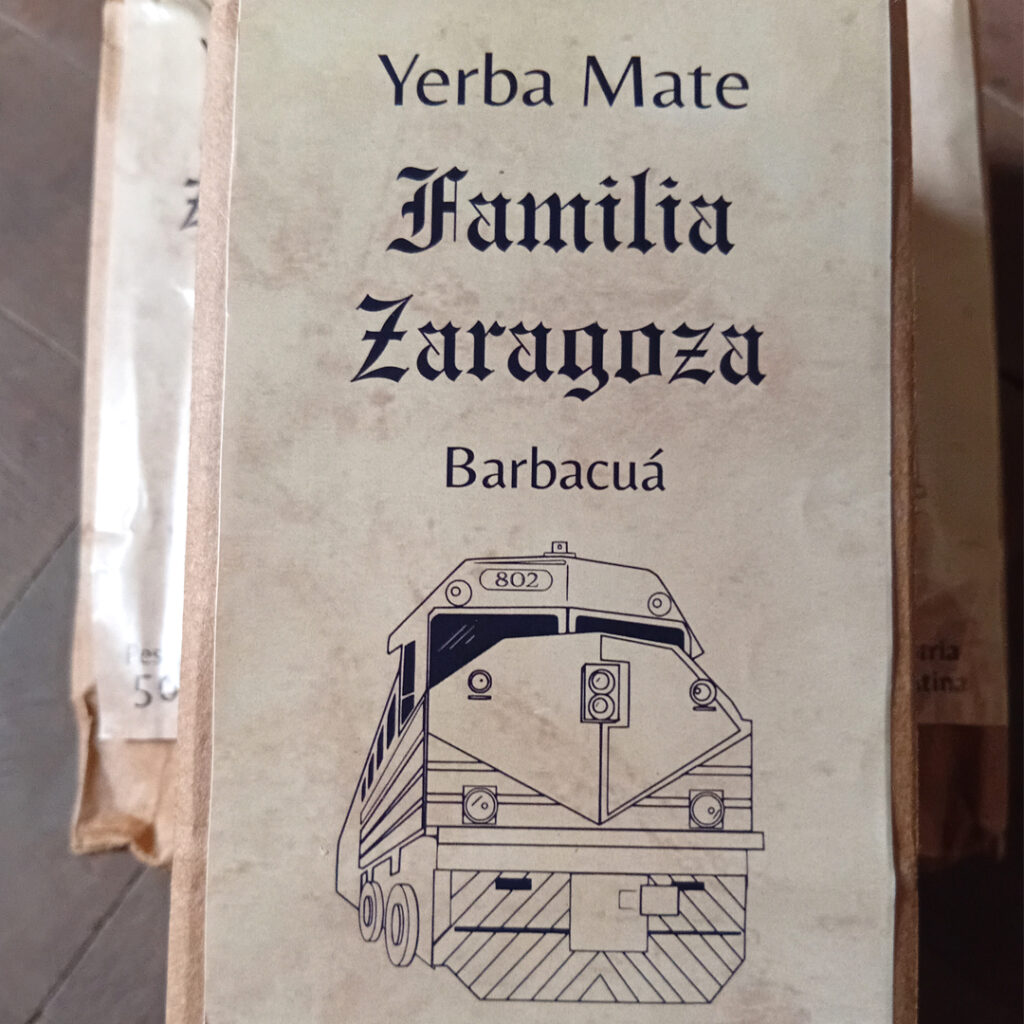 Yerba Mate
Familia
Zaragoza
Barbacuá
802